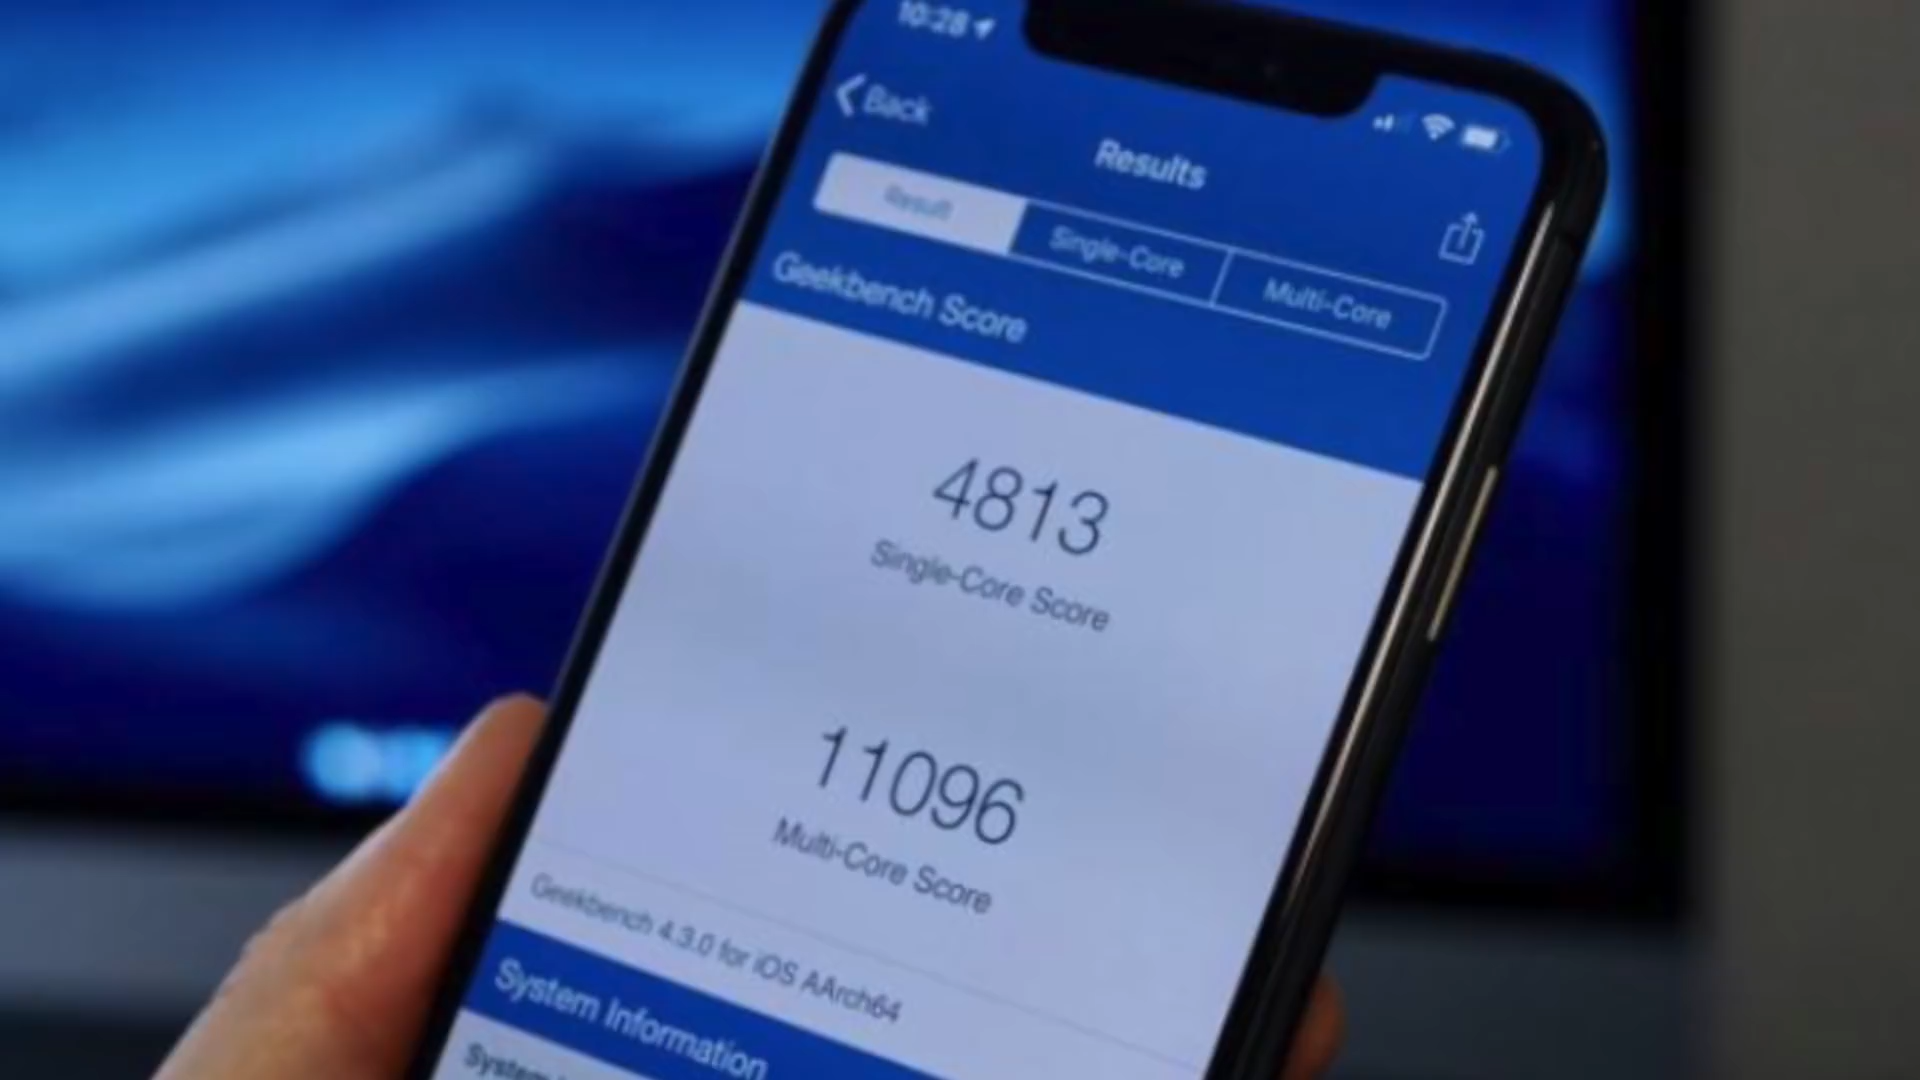 10:28
Back
Results
Result
Single-Core
Multi-Core
Geekbench Score
4813
Single-Core Score
11096
Multi-Core Score
Geekbench 4.3.0 for iOS AArch64
System Information
System